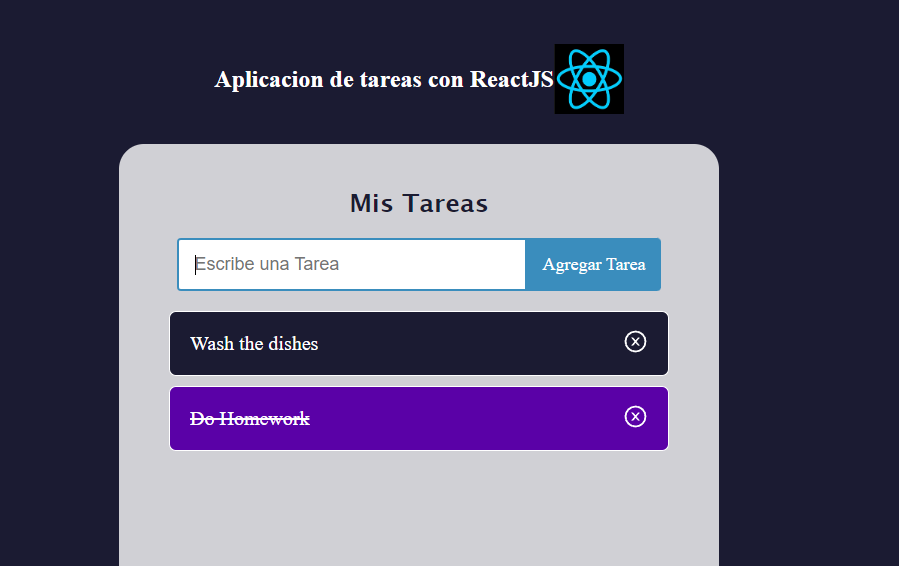 Aplicacion de tareas con ReactJS
Mis Tareas
Escribe una Tarea
Agregar Tarea
Wash the dishes
Do Homework